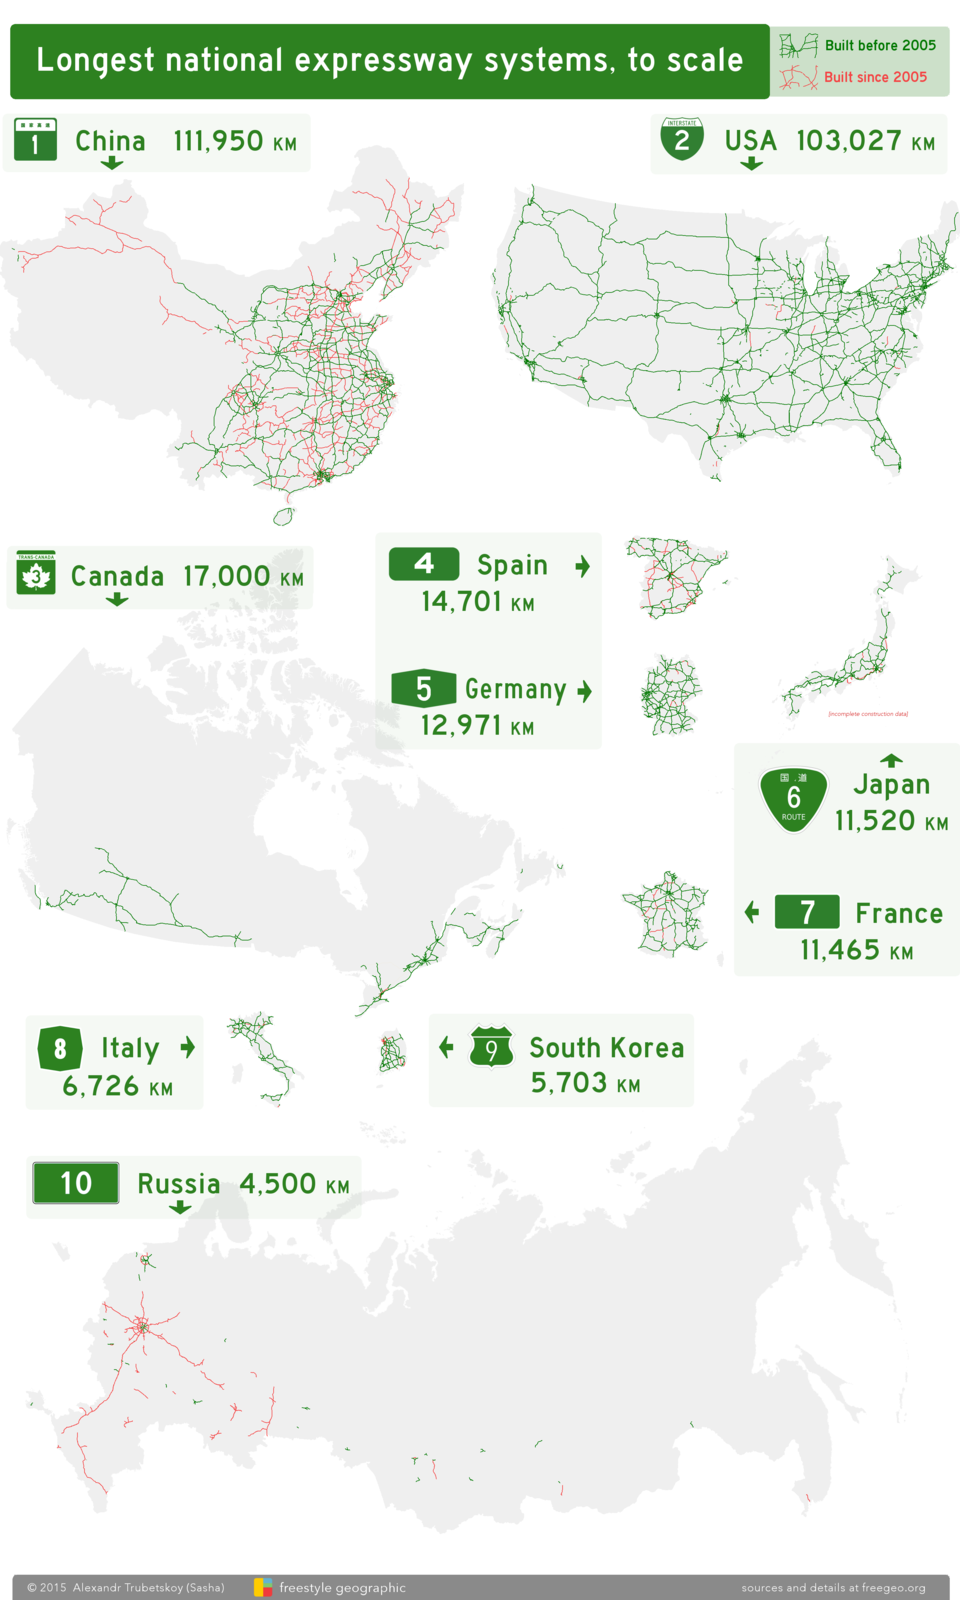 Longest national expressway systems, to scale
Built before 2005
Built since 2005
1
China 111,950 KM
INTERSTATE
2
USA 103,027 KM
TRANS-CANADA
3
Canada 17,000 KM
4
Spain
14,701 KM
5
Germany
12,971 KM
(incomplete construction data)
国 . 道
6
ROUTE
Japan
11,520 KM
7
France
11,465 KM
8
Italy
6,726 KM
9
South Korea
5,703 KM
10
Russia 4,500 KM
© 2015 Alexandr Trubetskoy (Sasha)
freestyle geographic
sources and details at freegeo.org